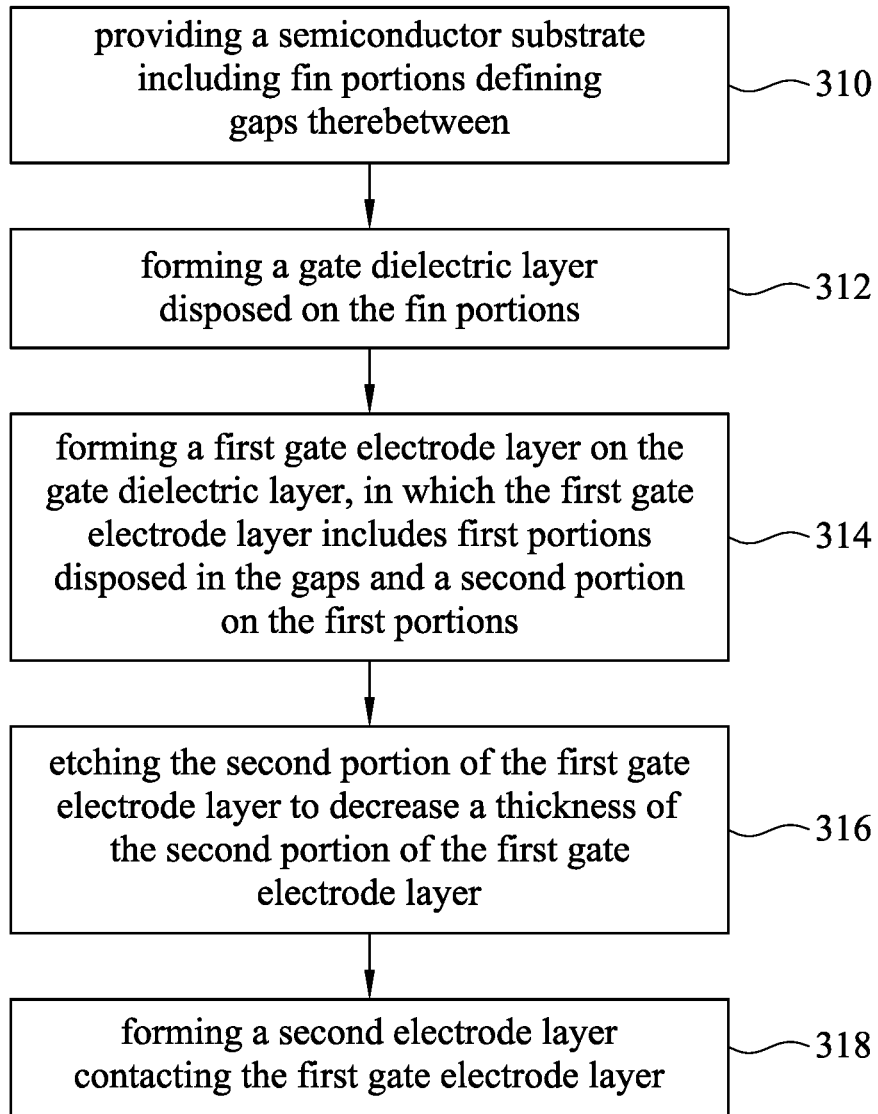 providing a semiconductor substrate
including fin portions defining
gaps therebetween
310
forming a gate dielectric layer
disposed on the fin portions
312
forming a first gate electrode layer on the
gate dielectric layer, in which the first gate
electrode layer includes first portions
disposed in the gaps and a second portion
on the first portions
314
etching the second portion of the first gate
electrode layer to decrease a thickness of
the second portion of the first gate
electrode layer
316
forming a second electrode layer
contacting the first gate electrode layer
318